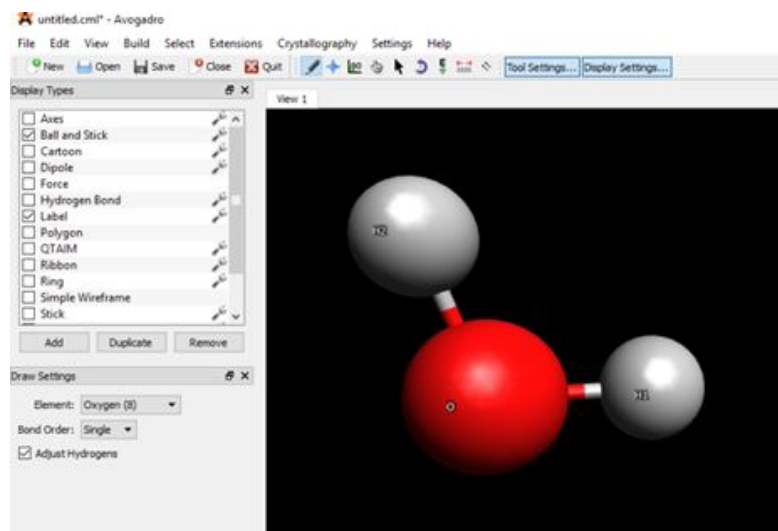 untitled.cml* - Avogadro
File Edit View Build Select Extensions Crystallography Settings Help
New Open Save Close Quit Tool Settings... Display Settings...
Display Types
View 1
Axes
Ball and Stick
Cartoon
Dipole
Force
Hydrogen Bond
Label
Polygon
QTAIM
Ribbon
Ring
Simple Wireframe
Stick
Add Duplicate Remove
Draw Settings
Element: Oxygen (8)
Bond Order: Single
Adjust Hydrogens
H2
O
H1